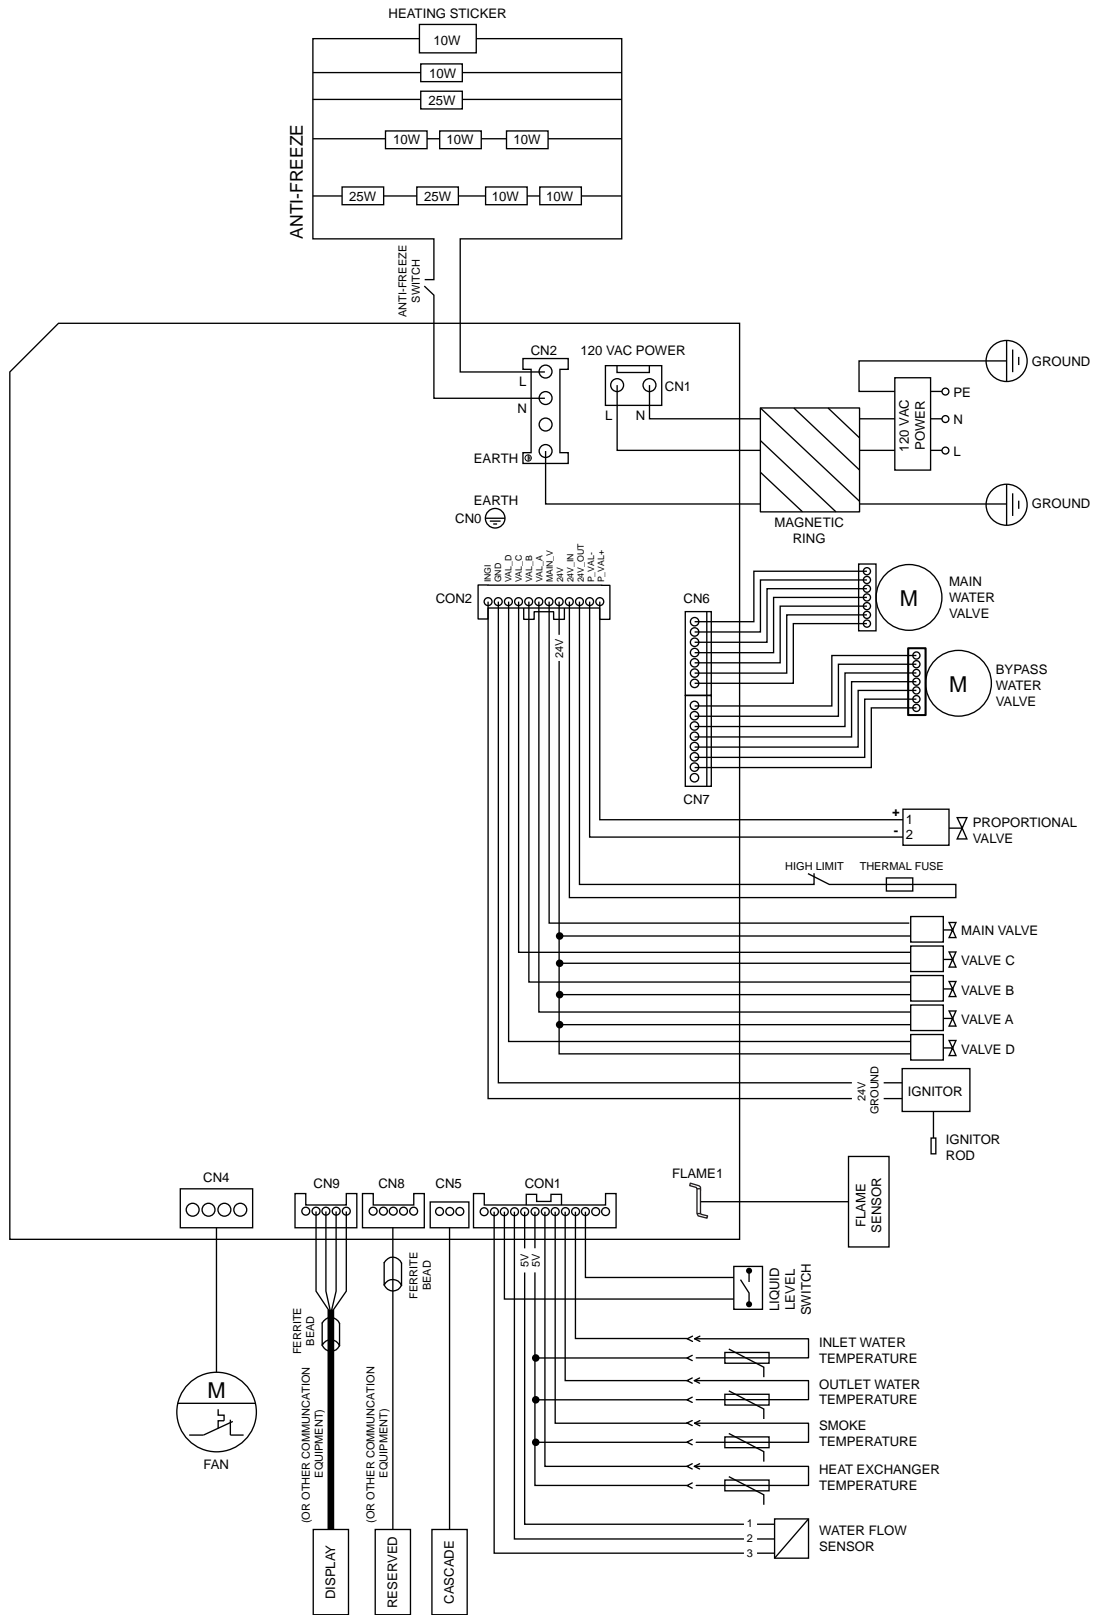 HEATING STICKER
10W
10W
25W
10W 10W 10W
25W 25W 10W 10W
ANTI-FREEZE
ANTI-FREEZE
SWITCH
CN2
L
N
EARTH
120 VAC POWER
CN1
L N
EARTH
CN0
MAGNETIC
RING
120 VAC
POWER
PE
N
L
GROUND
GROUND
CON2
INGI
GND
VAL_D
VAL_C
VAL_B
VAL_A
MAIN_V
24V
24V_IN
24V_OUT
P_VAL-
P_VAL+
24V
CN6
M
MAIN
WATER
VALVE
M
BYPASS
WATER
VALVE
CN7
+
1
-
2
PROPORTIONAL
VALVE
HIGH LIMIT
THERMAL FUSE
MAIN VALVE
VALVE C
VALVE B
VALVE A
VALVE D
24V
GROUND
IGNITOR
IGNITOR
ROD
FLAME1
FLAME
SENSOR
CN4
CN9
CN8
CN5
CON1
5V
5V
M
FAN
FERRITE
BEAD
(OR OTHER COMMUNCATION
EQUIPMENT)
DISPLAY
FERRITE
BEAD
(OR OTHER COMMUNCATION
EQUIPMENT)
RESERVED
CASCADE
LIQUID
LEVEL
SWITCH
INLET WATER
TEMPERATURE
OUTLET WATER
TEMPERATURE
SMOKE
TEMPERATURE
HEAT EXCHANGER
TEMPERATURE
1
2
3
WATER FLOW
SENSOR